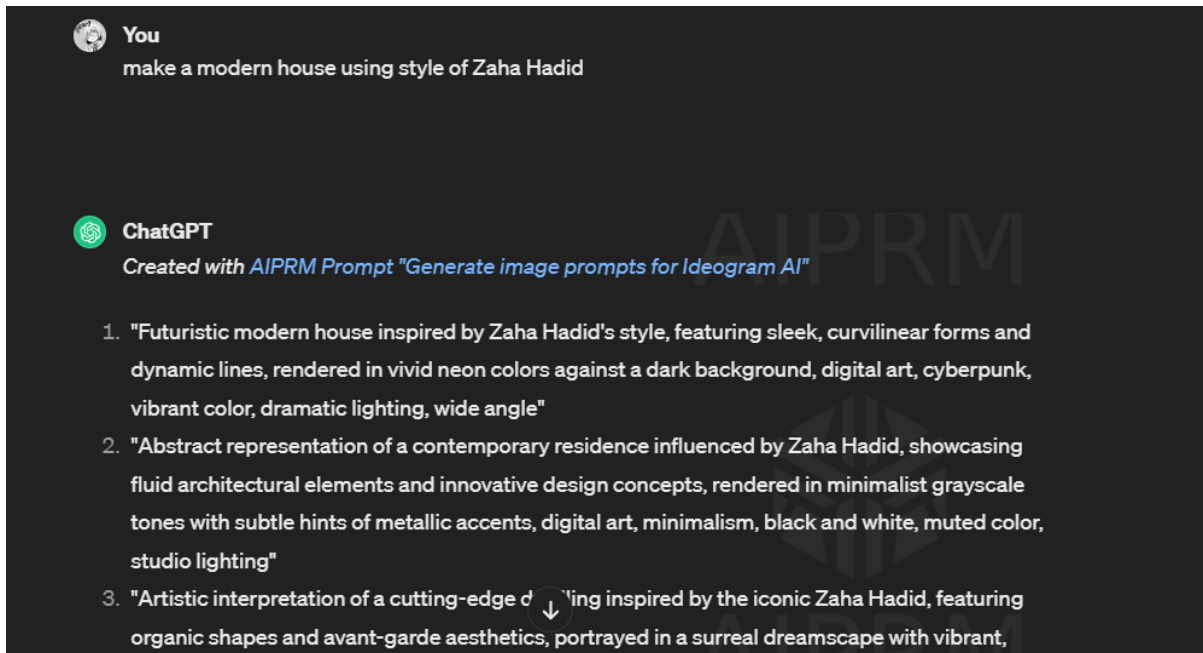 You
make a modern house using style of Zaha Hadid
ChatGPT
AIPRM
Created with AIPRM Prompt "Generate image prompts for Ideogram AI"
1. "Futuristic modern house inspired by Zaha Hadid's style, featuring sleek, curvilinear forms and
dynamic lines, rendered in vivid neon colors against a dark background, digital art, cyberpunk,
vibrant color, dramatic lighting, wide angle"
2. "Abstract representation of a contemporary residence influenced by Zaha Hadid, showcasing
fluid architectural elements and innovative design concepts, rendered in minimalist grayscale
tones with subtle hints of metallic accents, digital art, minimalism, black and white, muted color,
studio lighting"
3. "Artistic interpretation of a cutting-edge inspired by the iconic Zaha Hadid, featuring
organic shapes and avant-garde aesthetics, portrayed in a surreal dreamscape with vibrant,
AIPRM